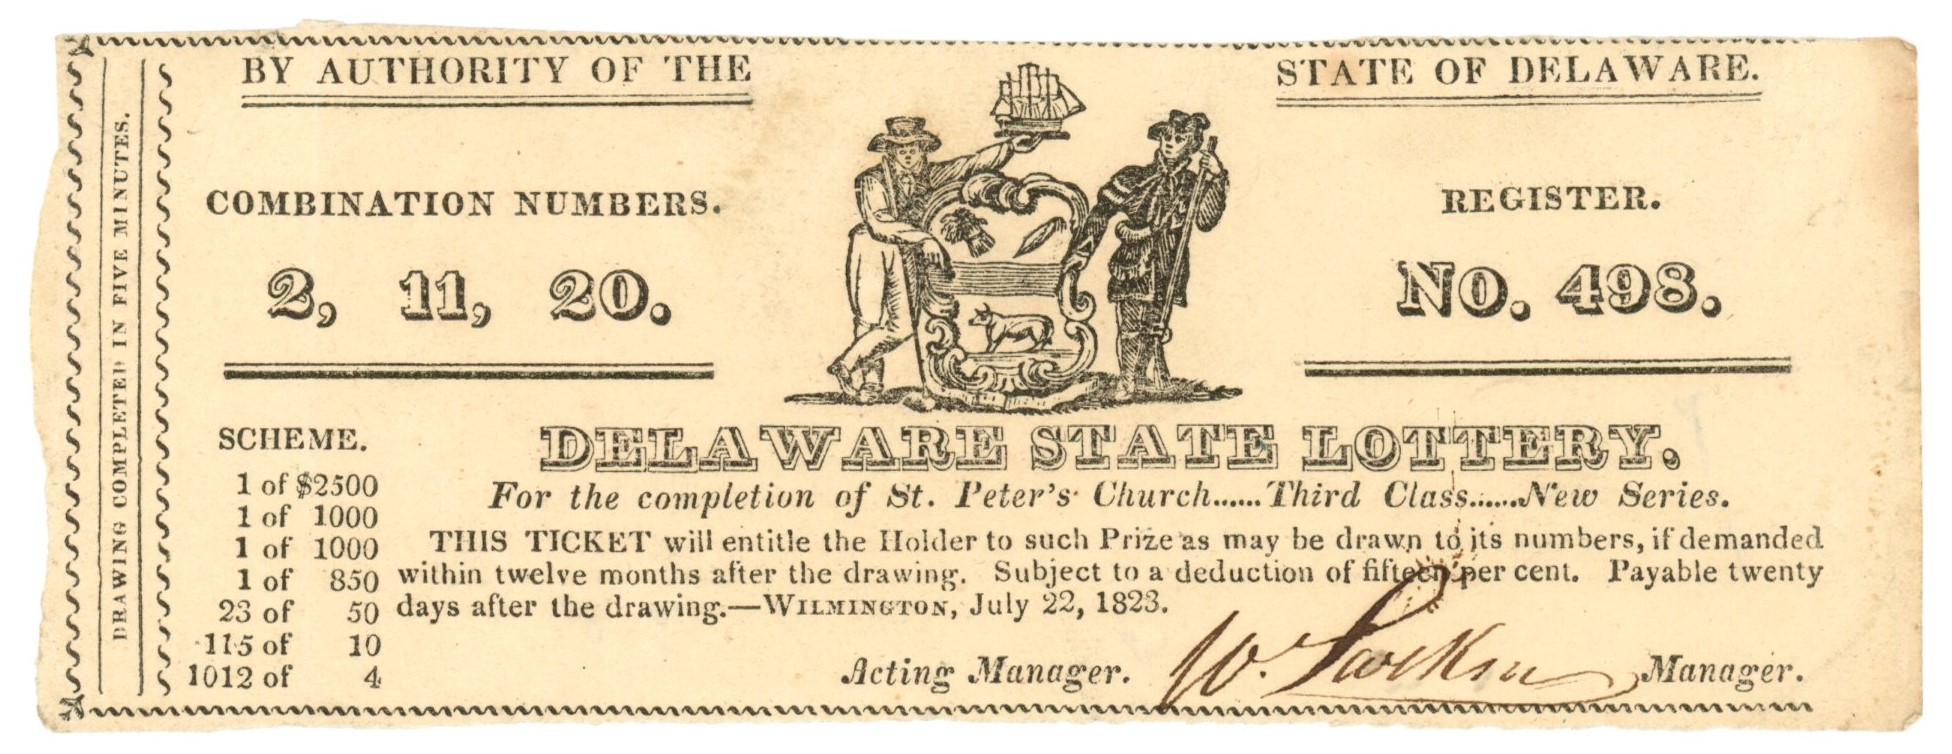 BY AUTHORITY OF THE STATE OF DELAWARE.
DRAWING COMPLETED IN FIVE MINUTES.
COMBINATION NUMBERS.
2, 11, 20.
REGISTER.
No. 498.
SCHEME.
1 of $2500
1 of 1000
1 of 1000
1 of 850
23 of 50
115 of 10
1012 of 4
DELAWARE STATE LOTTERY.
For the completion of St. Peter's Church......Third Class......New Series.
THIS TICKET will entitle the Holder to such Prize as may be drawn to its numbers, if demanded
within twelve months after the drawing. Subject to a deduction of fifteen per cent. Payable twenty
days after the drawing.—WILMINGTON, July 22, 1823.
Acting Manager. W. Manager.